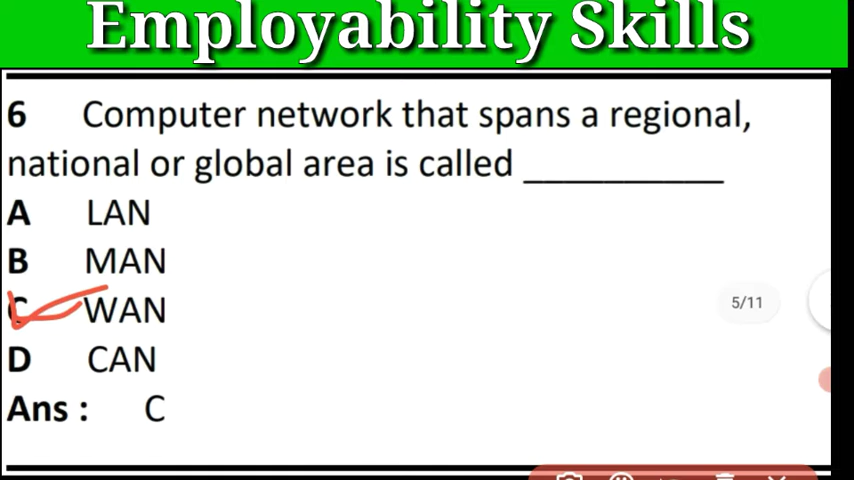 Employability Skills
6 Computer network that spans a regional,
national or global area is called __________
A LAN
B MAN
C WAN
D CAN
Ans : C
5/11